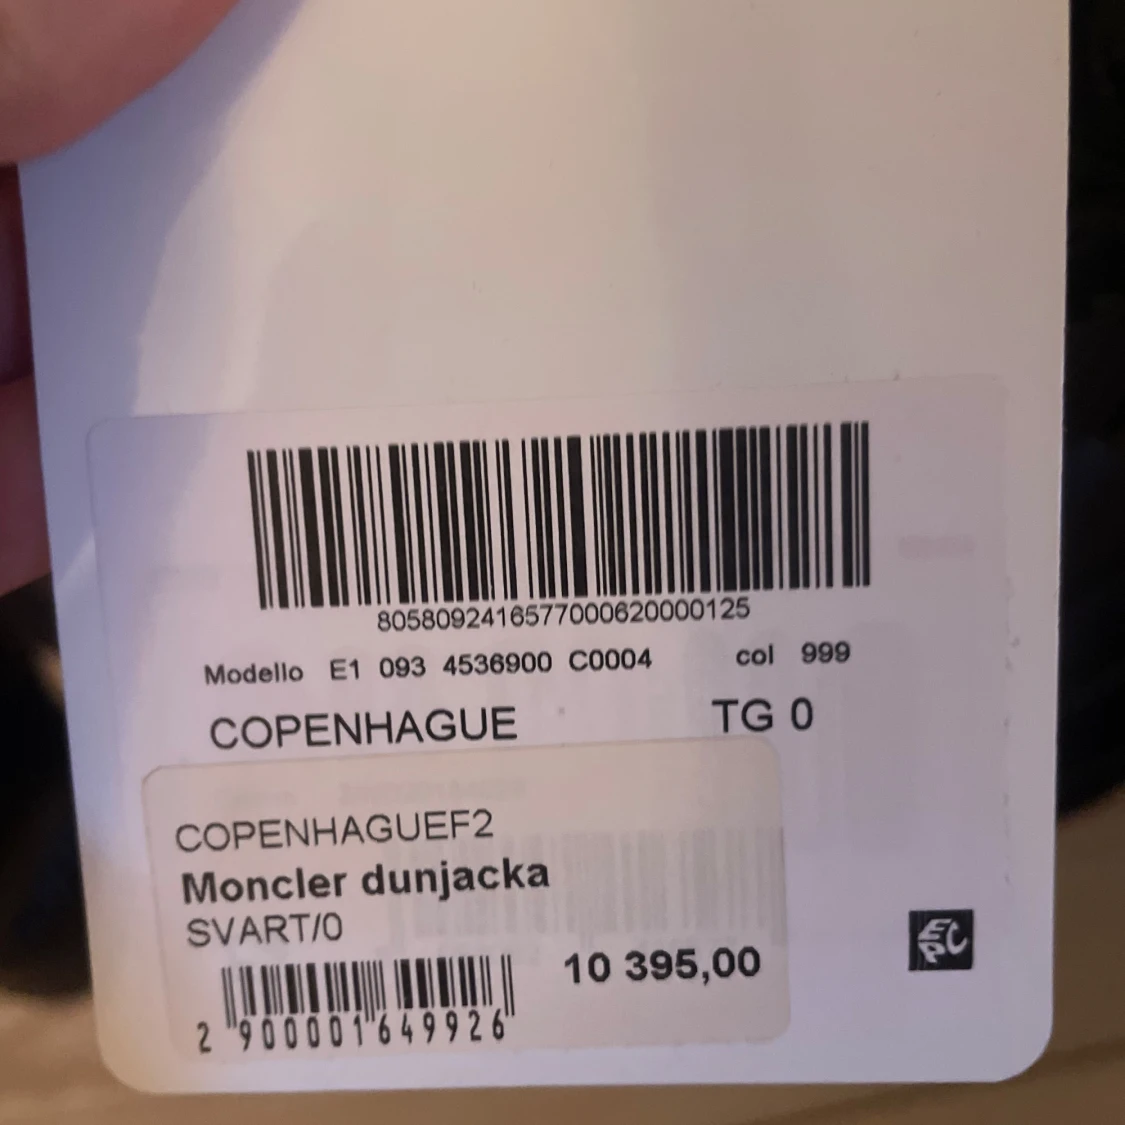 8058092416577000620000125
Modello E1 093 4536900 C0004 col 999
COPENHAGUE TG 0
COPENHAGUEF2
Moncler dunjacka
SVART/0
10 395,00
2 900001 649926
EPC